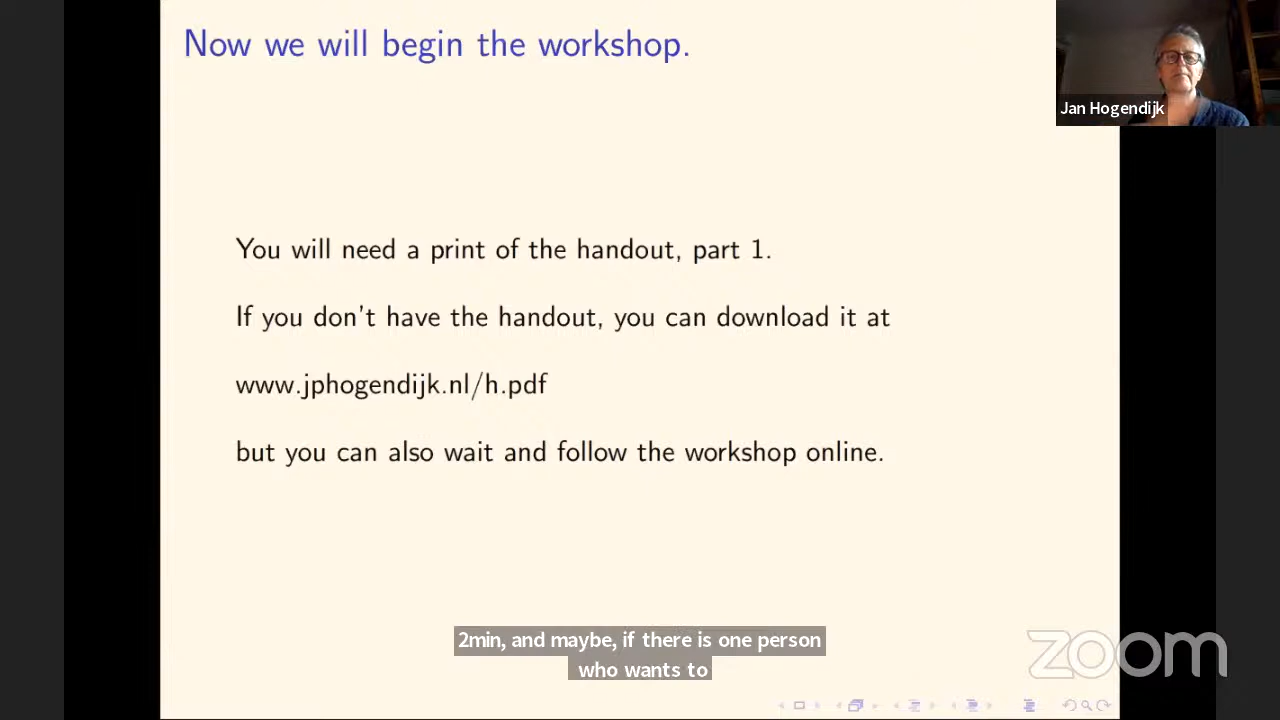 Now we will begin the workshop.
Jan Hogendijk
You will need a print of the handout, part 1.
If you don't have the handout, you can download it at
www.jphogendijk.nl/h.pdf
but you can also wait and follow the workshop online.
2min, and maybe, if there is one person
who wants to
zoom